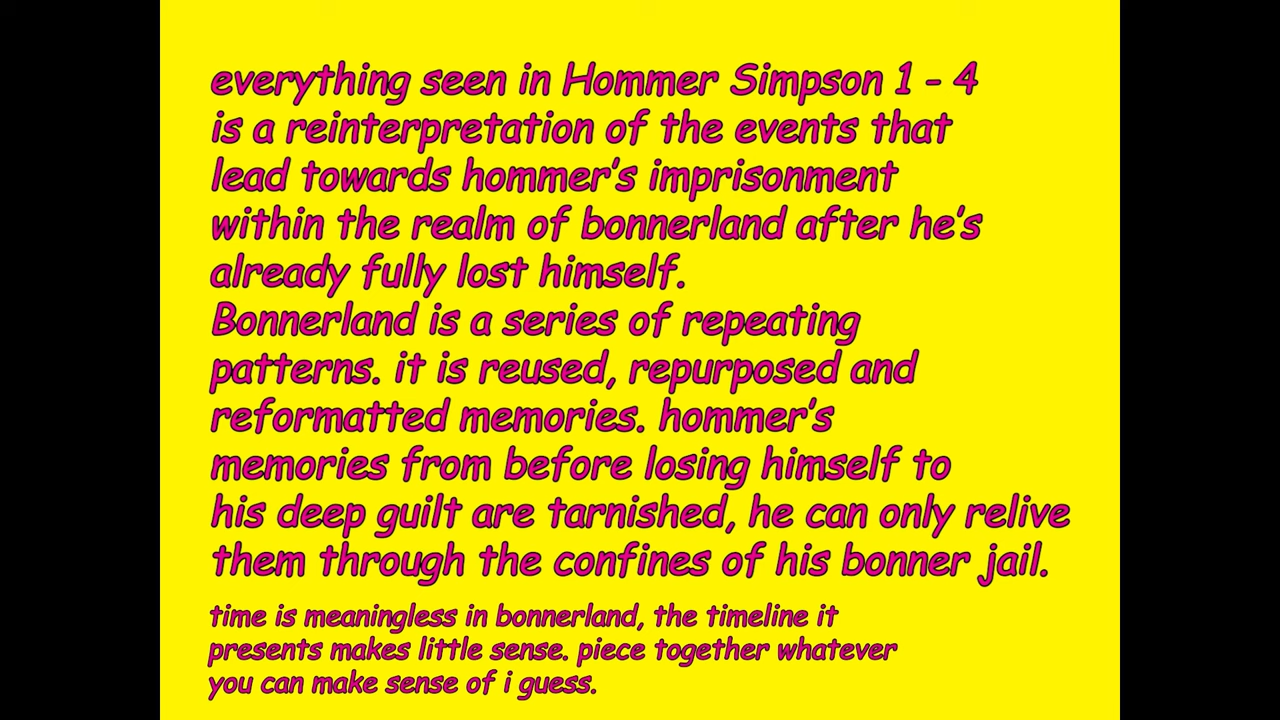 everything seen in Hommer Simpson 1 - 4
is a reinterpretation of the events that
lead towards hommer's imprisonment
within the realm of bonnerland after he's
already fully lost himself.
Bonnerland is a series of repeating
patterns. it is reused, repurposed and
reformatted memories. hommer's
memories from before losing himself to
his deep guilt are tarnished, he can only relive
them through the confines of his bonner jail.
time is meaningless in bonnerland, the timeline it
presents makes little sense. piece together whatever
you can make sense of i guess.